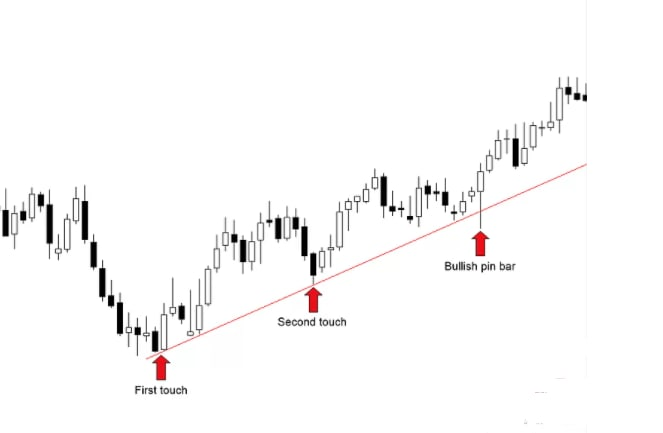 Bullish pin bar
Second touch
First touch